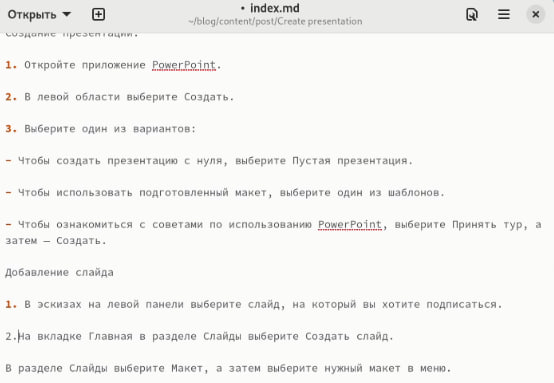 Открыть
• index.md
~/blog/content/post/Create presentation
Создание презентации:
1. Откройте приложение PowerPoint.
2. В левой области выберите Создать.
3. Выберите один из вариантов:
- Чтобы создать презентацию с нуля, выберите Пустая презентация.
- Чтобы использовать подготовленный макет, выберите один из шаблонов.
- Чтобы ознакомиться с советами по использованию PowerPoint, выберите Принять тур, а
затем — Создать.
Добавление слайда
1. В эскизах на левой панели выберите слайд, на который вы хотите подписаться.
2.На вкладке Главная в разделе Слайды выберите Создать слайд.
В разделе Слайды выберите Макет, а затем выберите нужный макет в меню.